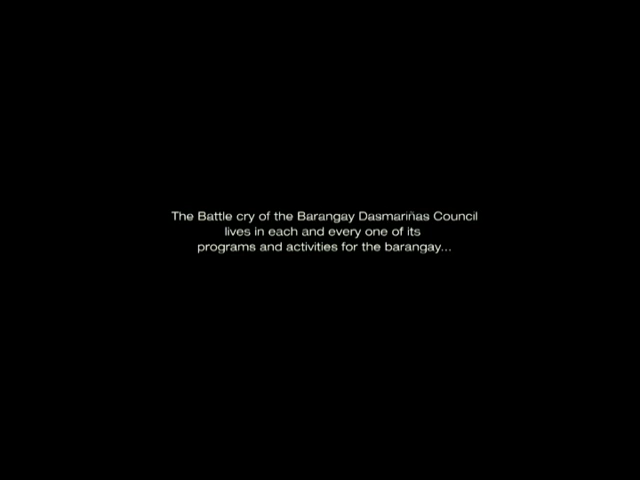 The Battle cry of the Barangay Dasmariñas Council
lives in each and every one of its
programs and activities for the barangay...